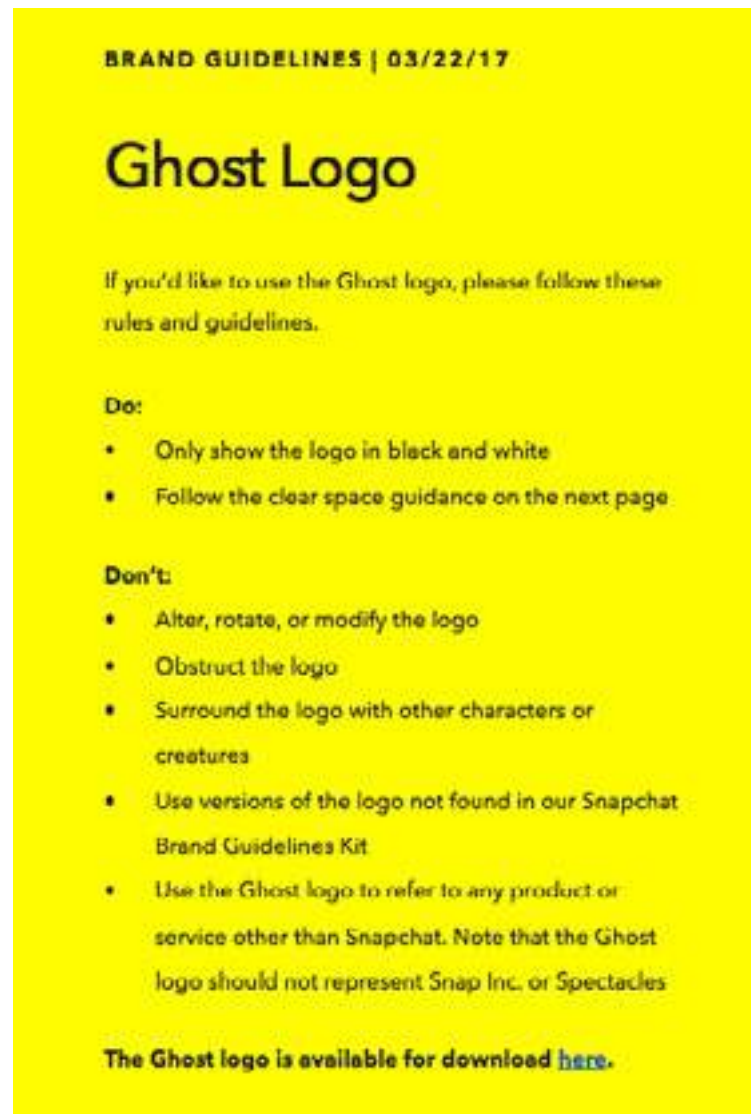 BRAND GUIDELINES | 03/22/17
Ghost Logo
If you'd like to use the Ghost logo, please follow these
rules and guidelines.
Do:
• Only show the logo in black and white
• Follow the clear space guidance on the next page
Don't:
• Alter, rotate, or modify the logo
• Obstruct the logo
• Surround the logo with other characters or
creatures
• Use versions of the logo not found in our Snapchat
Brand Guidelines Kit
• Use the Ghost logo to refer to any product or
service other than Snapchat. Note that the Ghost
logo should not represent Snap Inc. or Spectacles
The Ghost logo is available for download here.